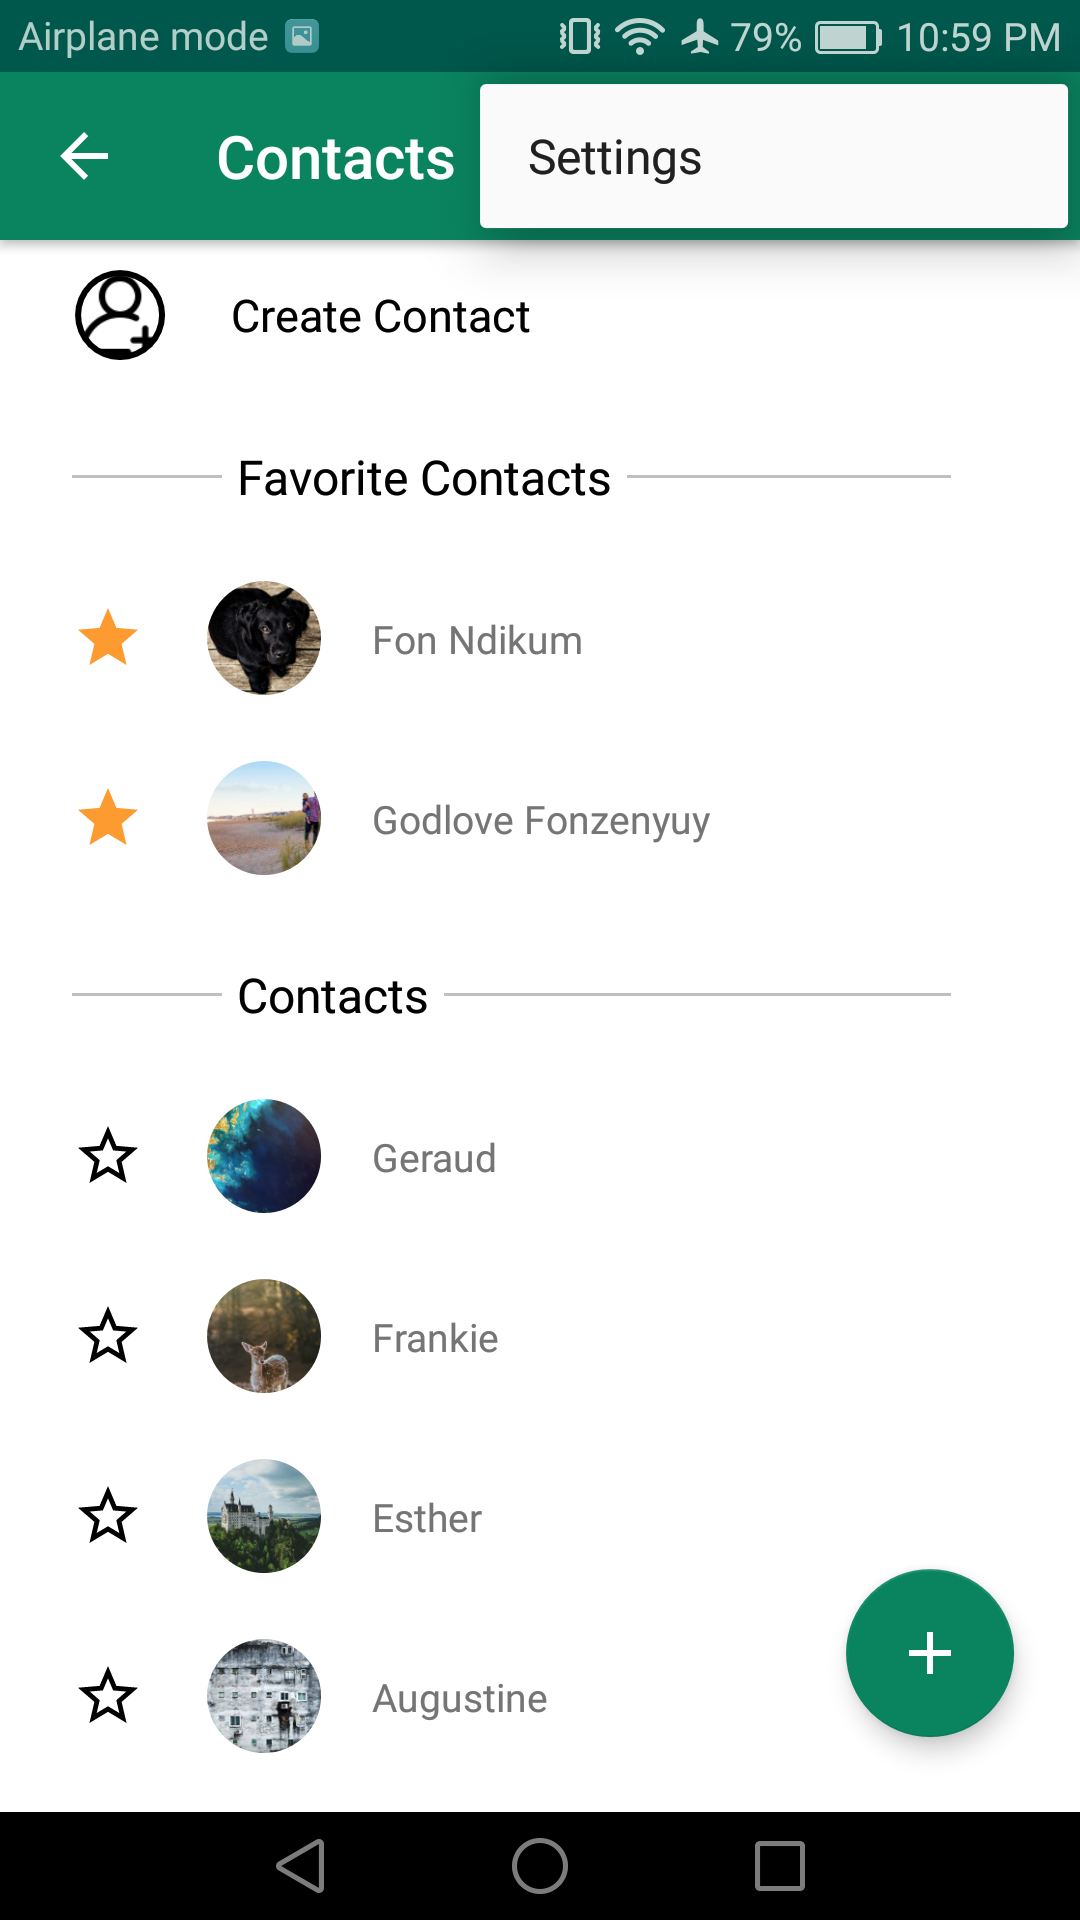 Airplane mode 79% 10:59 PM
Contacts Settings
Create Contact
Favorite Contacts
Fon Ndikum
Godlove Fonzenyuy
Contacts
Geraud
Frankie
Esther
Augustine